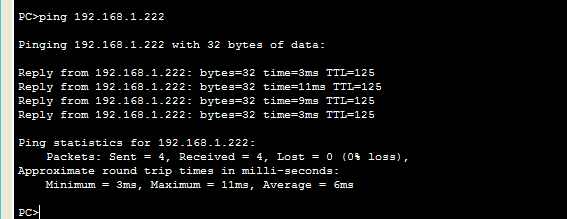 PC>ping 192.168.1.222
Pinging 192.168.1.222 with 32 bytes of data:
Reply from 192.168.1.222: bytes=32 time=3ms TTL=125
Reply from 192.168.1.222: bytes=32 time=11ms TTL=125
Reply from 192.168.1.222: bytes=32 time=9ms TTL=125
Reply from 192.168.1.222: bytes=32 time=3ms TTL=125
Ping statistics for 192.168.1.222:
    Packets: Sent = 4, Received = 4, Lost = 0 (0% loss),
Approximate round trip times in milli-seconds:
    Minimum = 3ms, Maximum = 11ms, Average = 6ms
PC>